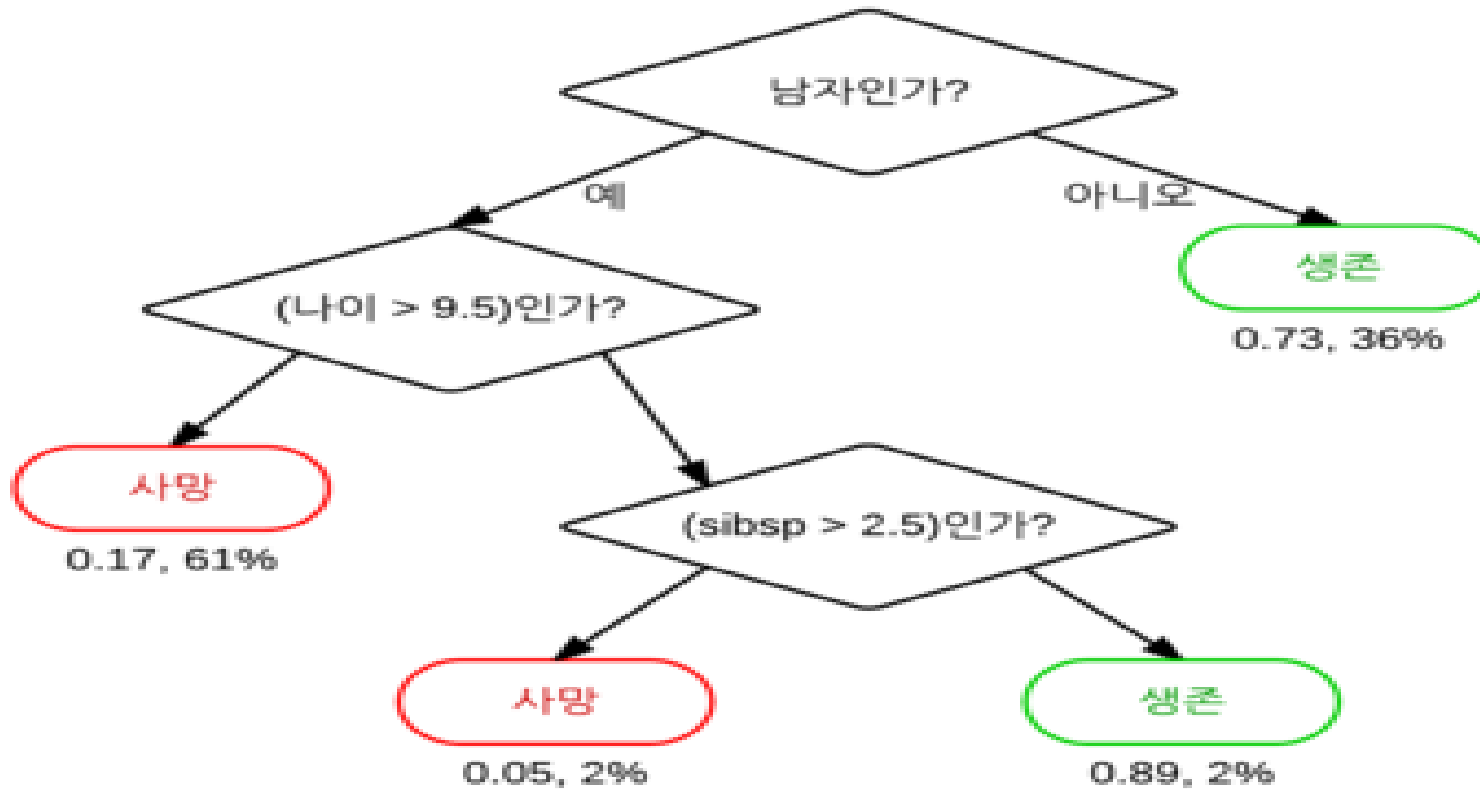 남자인가?
예
아니오
생존
0.73, 36%
(나이 > 9.5)인가?
사망
0.17, 61%
(sibsp > 2.5)인가?
사망
0.05, 2%
생존
0.89, 2%